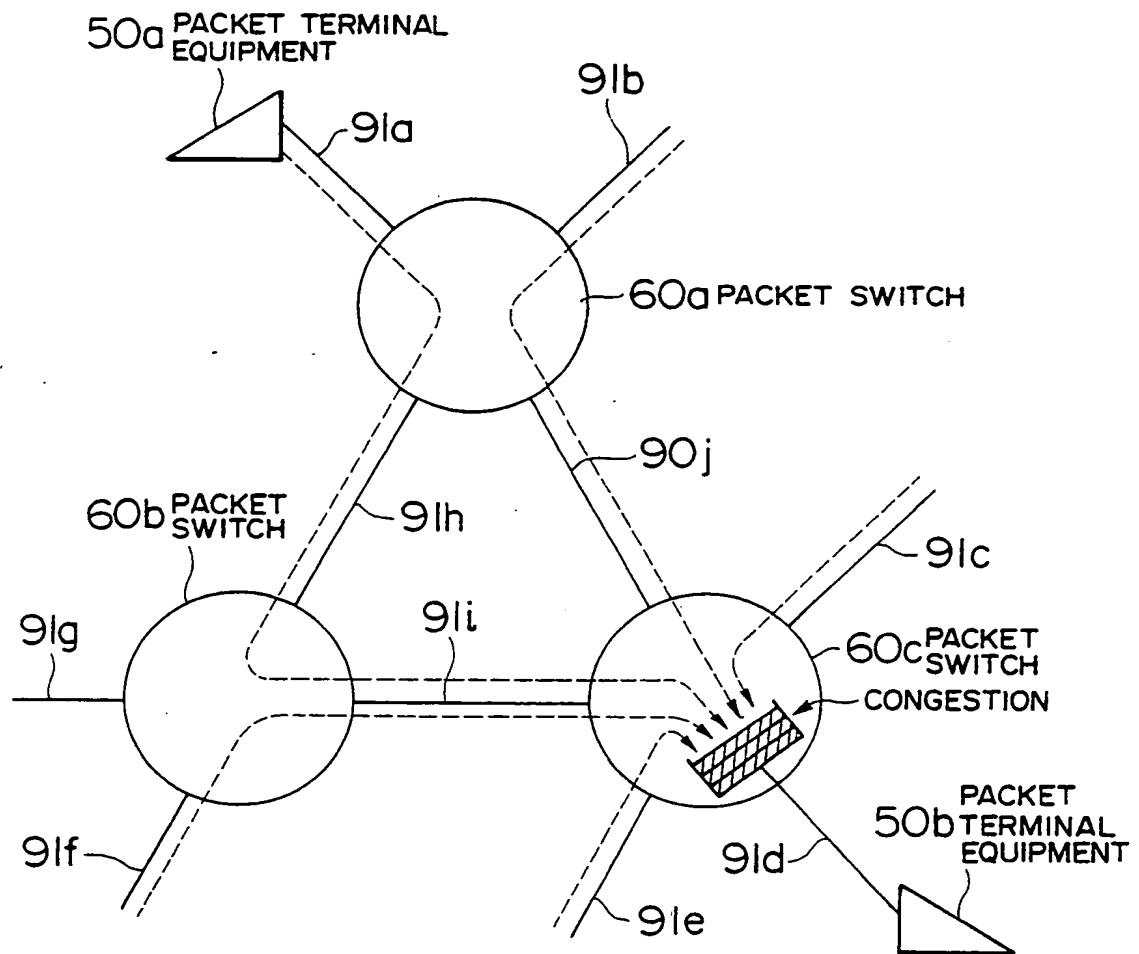 50a PACKET TERMINAL
EQUIPMENT
91a
91b
60a PACKET SWITCH
90j
60b PACKET
SWITCH
91h
91c
91g
91i
60c PACKET
SWITCH
CONGESTION
50b PACKET
TERMINAL
EQUIPMENT
91f
91d
91e